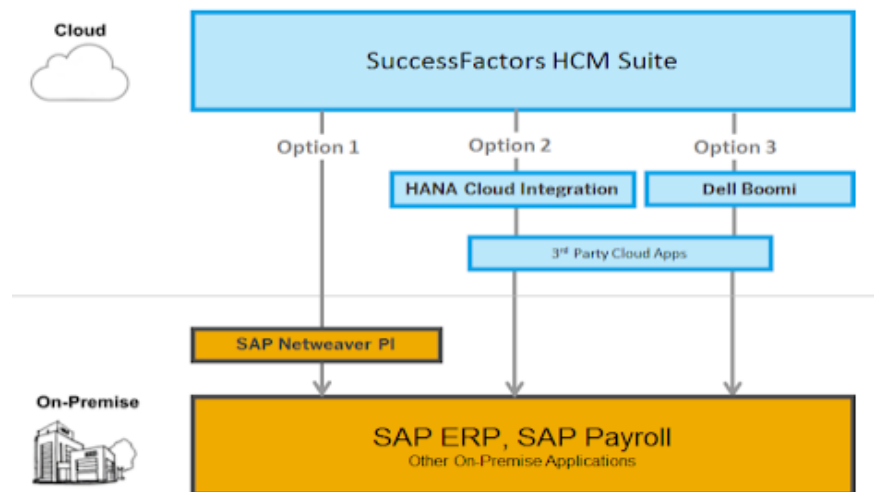 Cloud
SuccessFactors HCM Suite
Option 1
Option 2
Option 3
HANA Cloud Integration
Dell Boomi
3rd Party Cloud Apps
SAP Netweaver PI
On-Premise
SAP ERP, SAP Payroll
Other On-Premise Applications